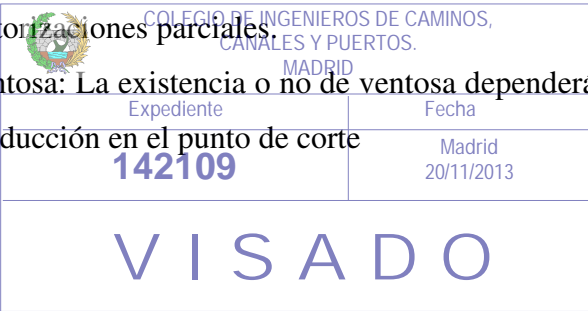 COLEGIO DE INGENIEROS DE CAMINOS,
torizaciones parciales.
CANALES Y PUERTOS.
MADRID
ntosa: La existencia o no de ventosa dependerá
Expediente Fecha
ducción en el punto de corte
142109
Madrid
20/11/2013
VISADO